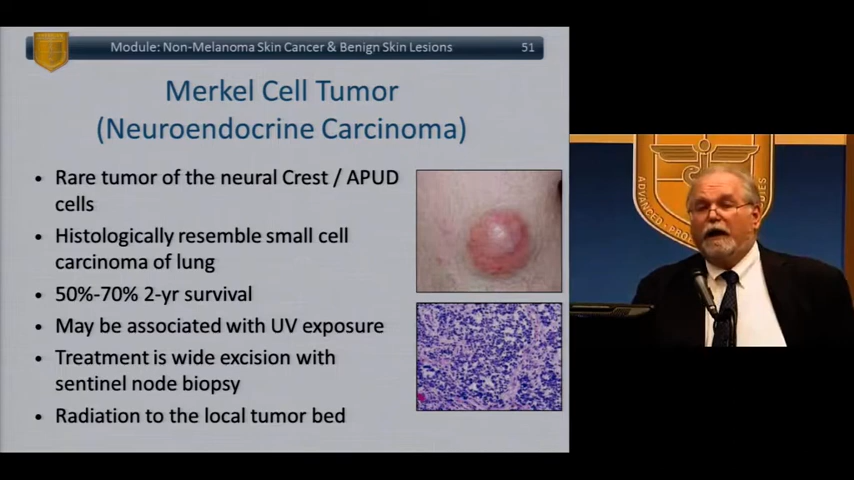 Module: Non-Melanoma Skin Cancer & Benign Skin Lesions 51
Merkel Cell Tumor
(Neuroendocrine Carcinoma)
• Rare tumor of the neural Crest / APUD
cells
• Histologically resemble small cell
carcinoma of lung
• 50%-70% 2-yr survival
• May be associated with UV exposure
• Treatment is wide excision with
sentinel node biopsy
• Radiation to the local tumor bed
ADVANCED